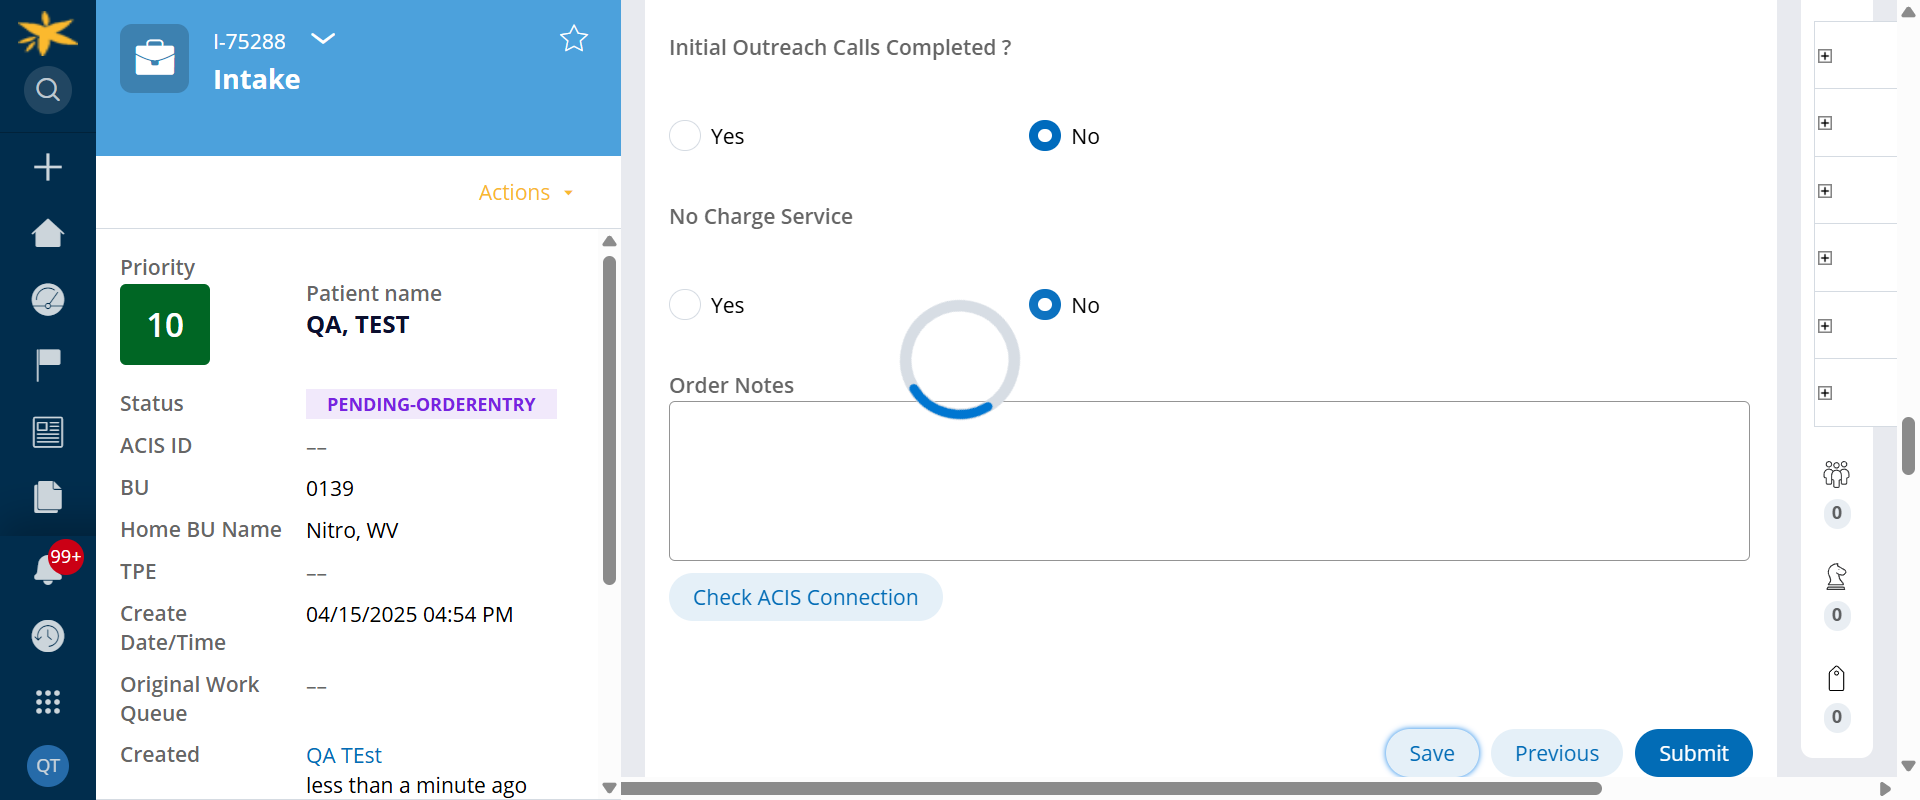 I-75288
Intake
Actions
Priority
10
Patient name
QA, TEST
Status
PENDING-ORDERENTRY
ACIS ID
––
BU
0139
Home BU Name
Nitro, WV
TPE
––
Create
Date/Time
04/15/2025 04:54 PM
Original Work
Queue
––
Created
QA TEst
less than a minute ago
99+
QT
Initial Outreach Calls Completed ?
Yes
No
No Charge Service
Yes
No
Order Notes
Check ACIS Connection
Save
Previous
Submit
0
0
0